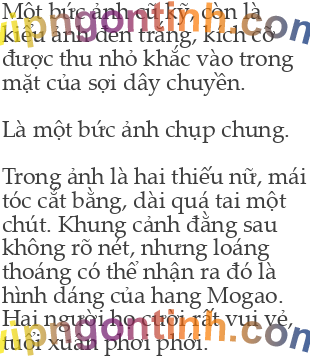 Một bức ảnh cũ kỹ, còn là
kiểu ảnh đen trắng, kích cỡ
được thu nhỏ khắc vào trong
mặt của sợi dây chuyền.
Là một bức ảnh chụp chung.
Trong ảnh là hai thiếu nữ, mái
tóc cắt bằng, dài quá tai một
chút. Khung cảnh đằng sau
không rõ nét, nhưng loáng
thoáng có thể nhận ra đó là
hình dáng của hang Mogao.
Hai người họ cười rất vui vẻ,
tuổi xuân phơi phới.
vipngontinh.com
vipngontinh.com